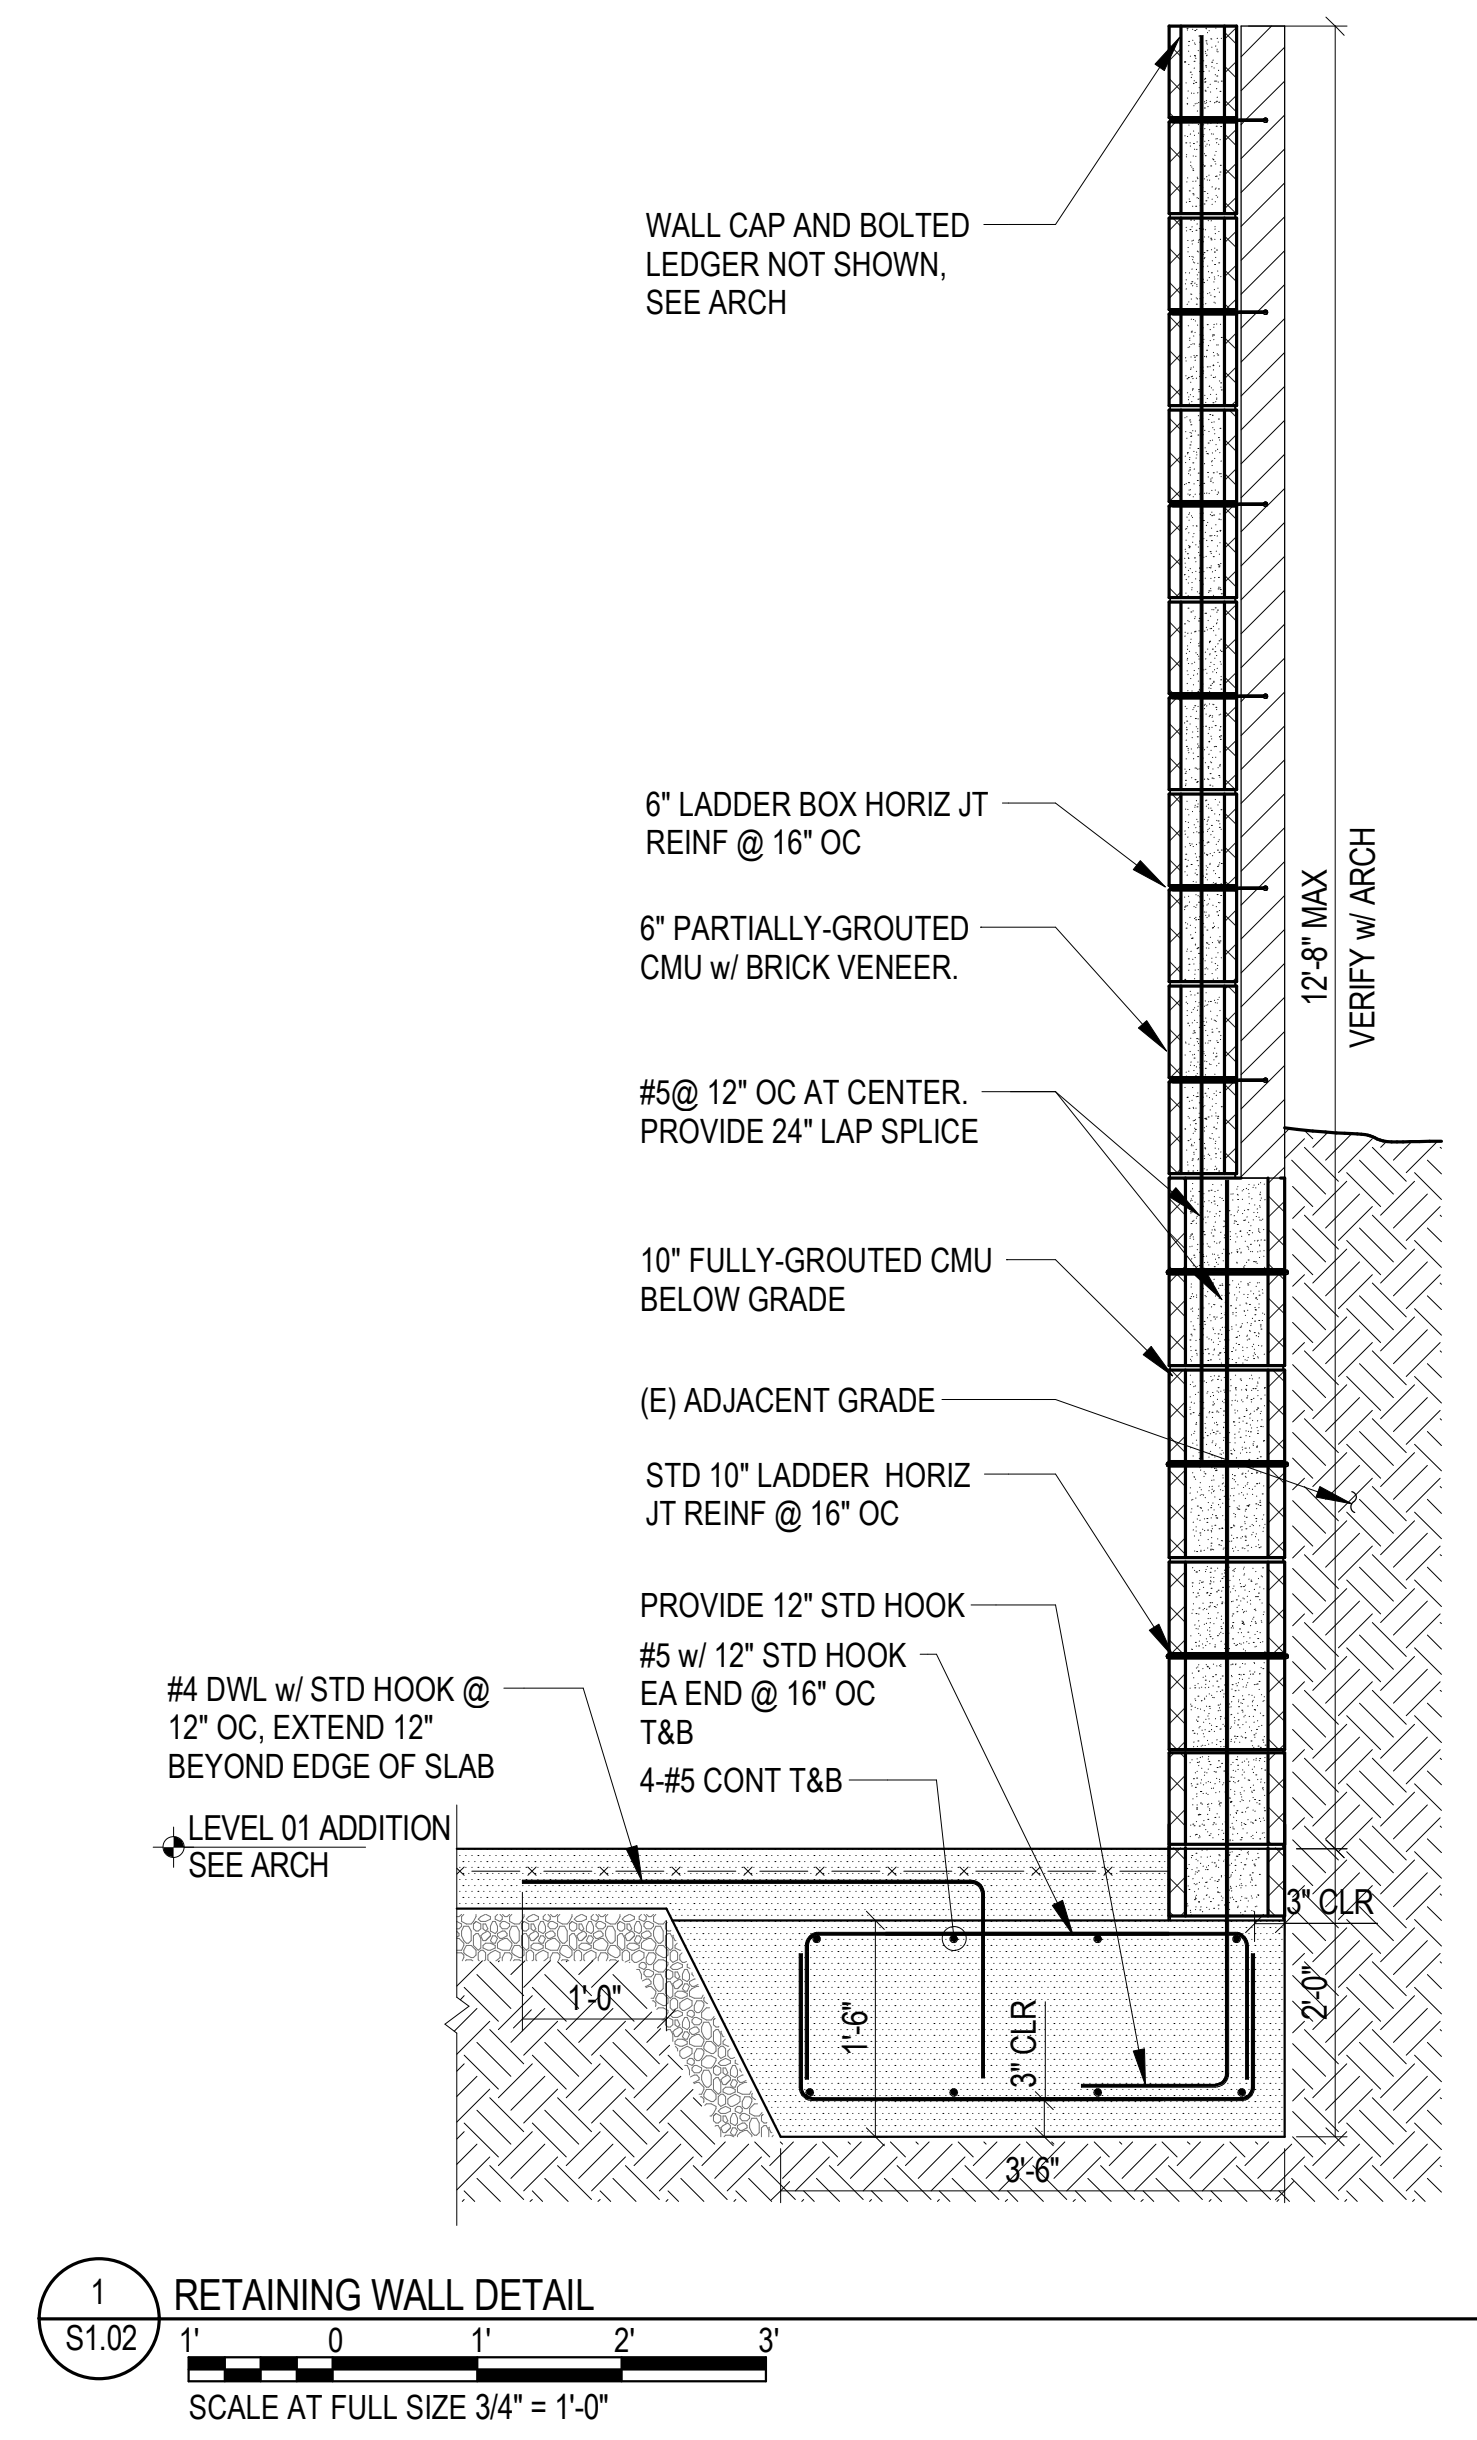 WALL CAP AND BOLTED
LEDGER NOT SHOWN,
SEE ARCH
6" LADDER BOX HORIZ JT
REINF @ 16" OC
12'-8" MAX
VERIFY w/ ARCH
6" PARTIALLY-GROUTED
CMU w/ BRICK VENEER.
#5@ 12" OC AT CENTER.
PROVIDE 24" LAP SPLICE
10" FULLY-GROUTED CMU
BELOW GRADE
(E) ADJACENT GRADE
STD 10" LADDER HORIZ
JT REINF @ 16" OC
PROVIDE 12" STD HOOK
#5 w/ 12" STD HOOK
EA END @ 16" OC
T&B
4-#5 CONT T&B
#4 DWL w/ STD HOOK @
12" OC, EXTEND 12"
BEYOND EDGE OF SLAB
LEVEL 01 ADDITION
SEE ARCH
3" CLR
1'-0"
1'-6"
3" CLR
2'-0"
3'-6"
1
S1.02
RETAINING WALL DETAIL
1' 0 1' 2' 3'
SCALE AT FULL SIZE 3/4" = 1'-0"